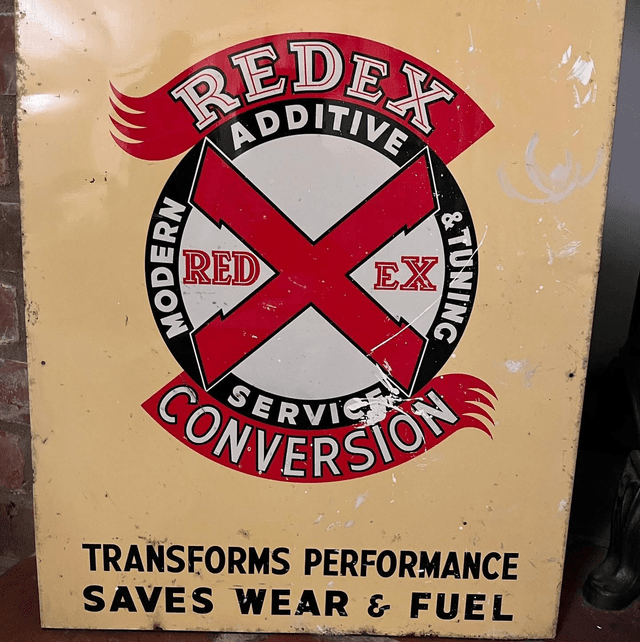 REDEX
ADDITIVE
MODERN
RED EX
& TUNING
SERVICE
CONVERSION
TRANSFORMS PERFORMANCE
SAVES WEAR & FUEL